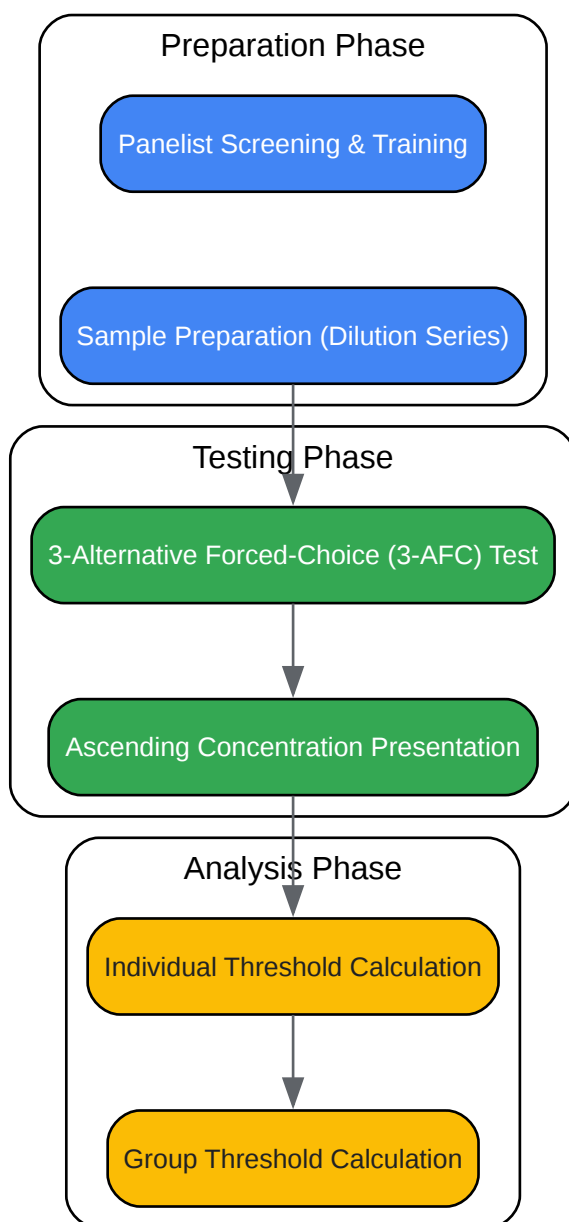 Preparation Phase
Panelist Screening & Training
Sample Preparation (Dilution Series)
Testing Phase
3-Alternative Forced-Choice (3-AFC) Test
Ascending Concentration Presentation
Analysis Phase
Individual Threshold Calculation
Group Threshold Calculation